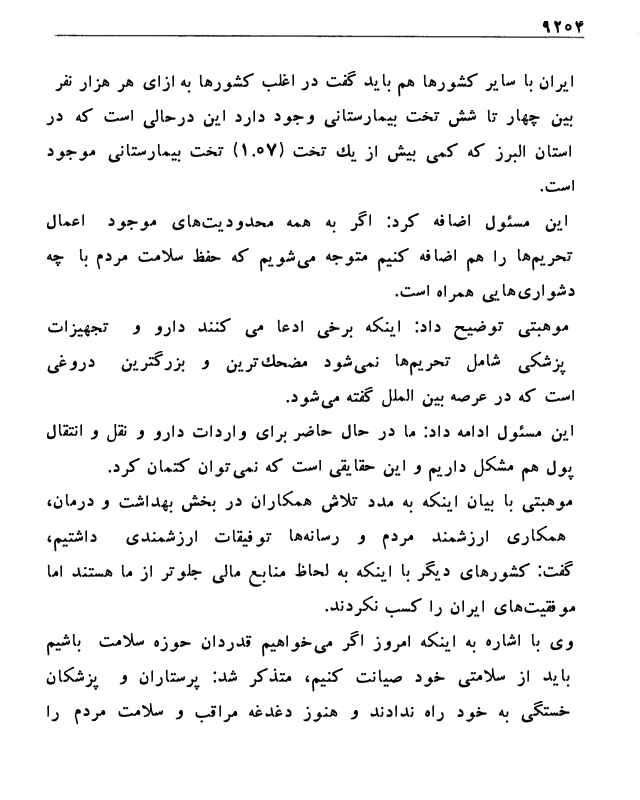 ۹۲۵۴
ایران با سایر کشورها هم باید گفت در اغلب کشورها به ازای هر هزار نفر
بین چهار تا شش تخت بیمارستانی وجود دارد این درحالی است که در
استان البرز که کمی بیش از یك تخت (۱.۰۷) تخت بیمارستانی موجود
است.
این مسئول اضافه کرد: اگر به همه محدودیت‌های موجود اعمال
تحریم‌ها را هم اضافه کنیم متوجه می‌شویم که حفظ سلامت مردم با چه
دشواری‌هایی همراه است.
موهبتی توضیح داد: اینکه برخی ادعا می کنند دارو و تجهیزات
پزشکی شامل تحریم‌ها نمی‌شود مضحك‌ترین و بزرگترین دروغی
است که در عرصه بین الملل گفته می‌شود.
این مسئول ادامه داد: ما در حال حاضر برای واردات دارو و نقل و انتقال
پول هم مشکل داریم و این حقایقی است که نمی‌توان کتمان کرد.
موهبتی با بیان اینکه به مدد تلاش همکاران در بخش بهداشت و درمان،
همکاری ارزشمند مردم و رسانه‌ها توفیقات ارزشمندی داشتیم،
گفت: کشورهای دیگر با اینکه به لحاظ منابع مالی جلوتر از ما هستند اما
موفقیت‌های ایران را کسب نکردند.
وی با اشاره به اینکه امروز اگر می‌خواهیم قدردان حوزه سلامت باشیم
باید از سلامتی خود صیانت کنیم، متذکر شد: پرستاران و پزشکان
خستگی به خود راه ندادند و هنوز دغدغه مراقب و سلامت مردم را